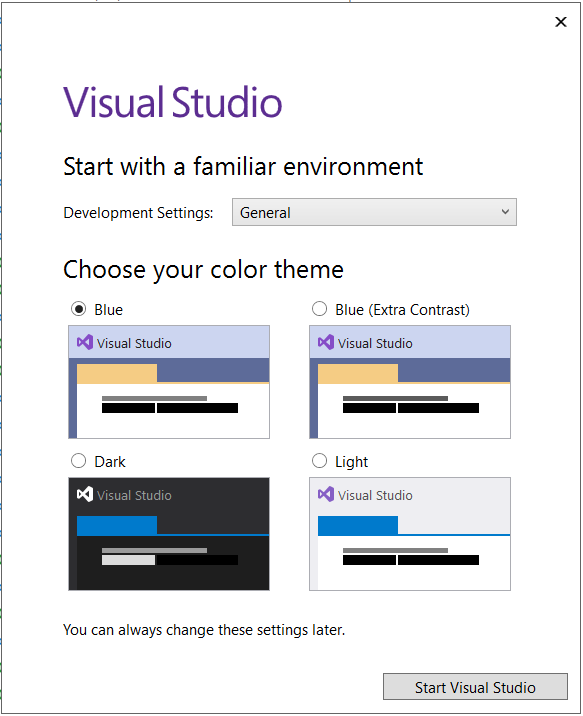 Visual Studio
Start with a familiar environment
Development Settings: General
Choose your color theme
Blue
Blue (Extra Contrast)
Visual Studio
Visual Studio
Dark
Light
Visual Studio
Visual Studio
You can always change these settings later.
Start Visual Studio